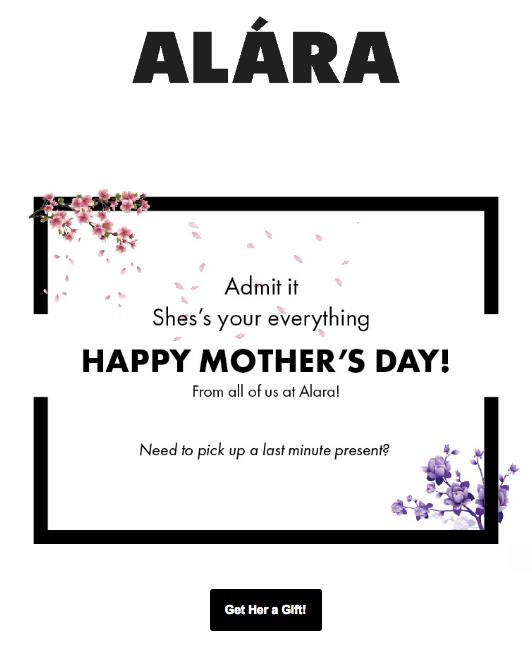 ALÁRA
Admit it
Shes's your everything
HAPPY MOTHER'S DAY!
From all of us at Alara!
Need to pick up a last minute present?
Get Her a Gift!